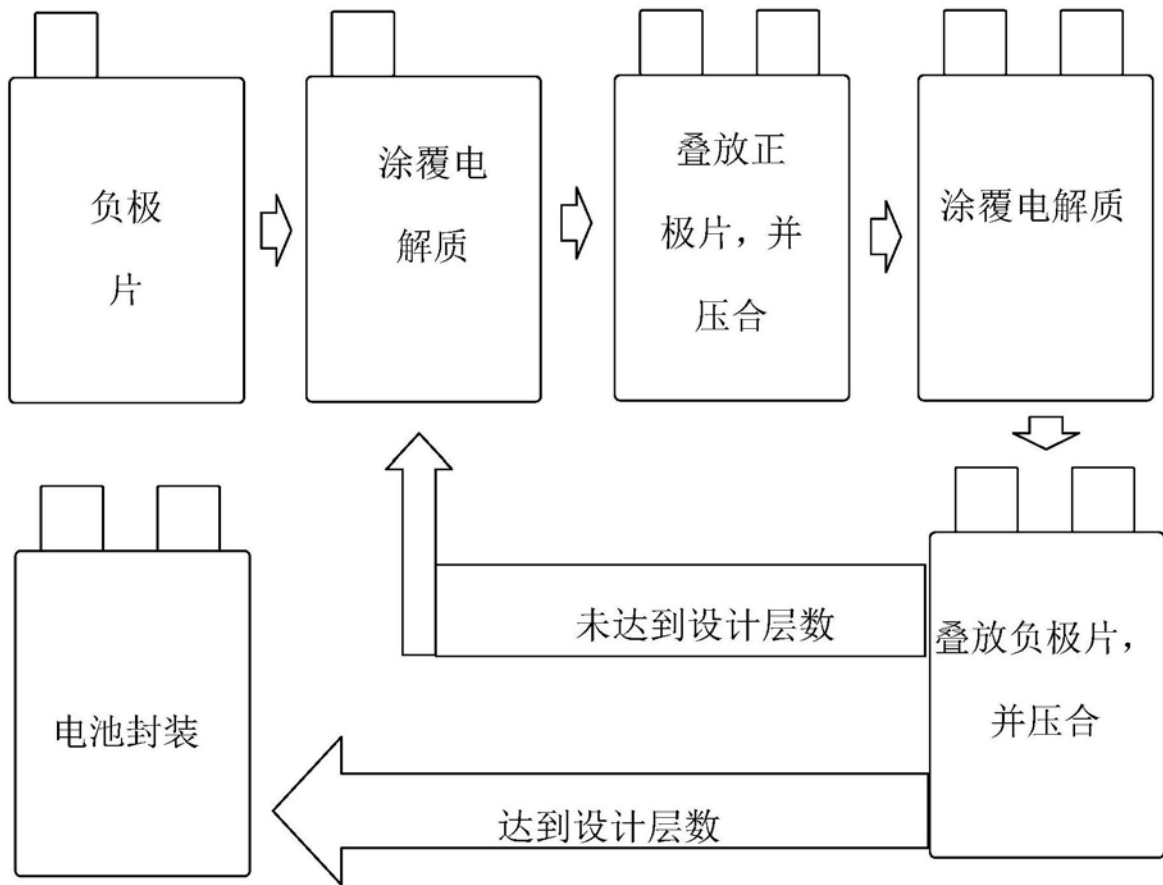 负极
片
涂覆电
解质
叠放正
极片，并
压合
涂覆电解质
叠放负极片，
并压合
未达到设计层数
达到设计层数
电池封装